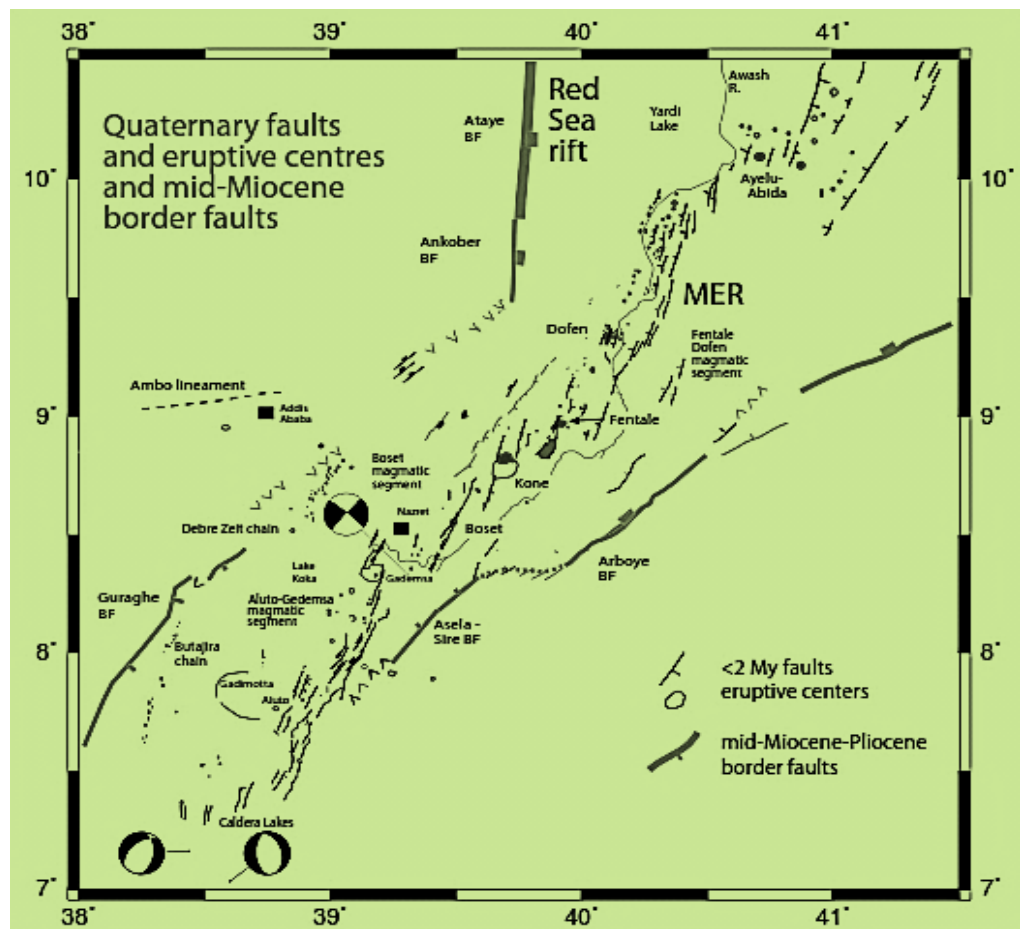 38°
39°
40°
41°
Quaternary faults
and eruptive centres
and mid-Miocene
border faults
Ataye
BF
Red
Sea
rift
Yardi
Lake
Awash
R.
10°
10°
Ayelu-
Abida
Ankober
BF
MER
Dofen
Fentale
Dofen
magmatic
segment
Ambo lineament
Addis
Ababa
9°
9°
Fentale
Boset
magmatic
segment
Kone
Debre Zeit chain
Nazret
Boset
Lake
Koka
Gademsa
Arboye
BF
Guraghe
BF
Aluto-Gedemsa
magmatic
segment
Asela -
Sire BF
Butajira
chain
8°
8°
Gadimotta
Aluto
<2 My faults
eruptive centers
mid-Miocene-Pliocene
border faults
Caldera Lakes
7°
7°
38°
39°
40°
41°